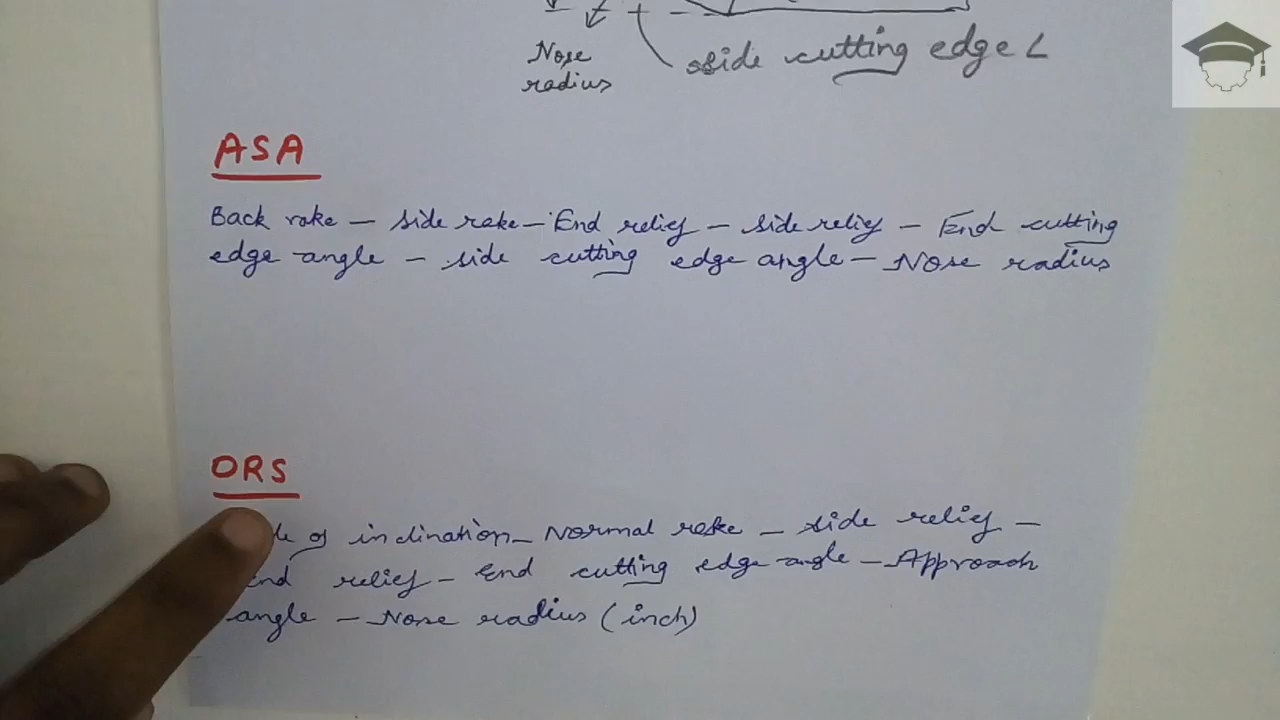 Nose
radius
side cutting edge <
ASA
Back rake – side rake – End relief – side relief – End cutting
edge angle – side cutting edge angle – Nose radius
ORS
of inclination – Normal rake – side relief –
End relief – End cutting edge angle – Approach
angle – Nose radius (inch)